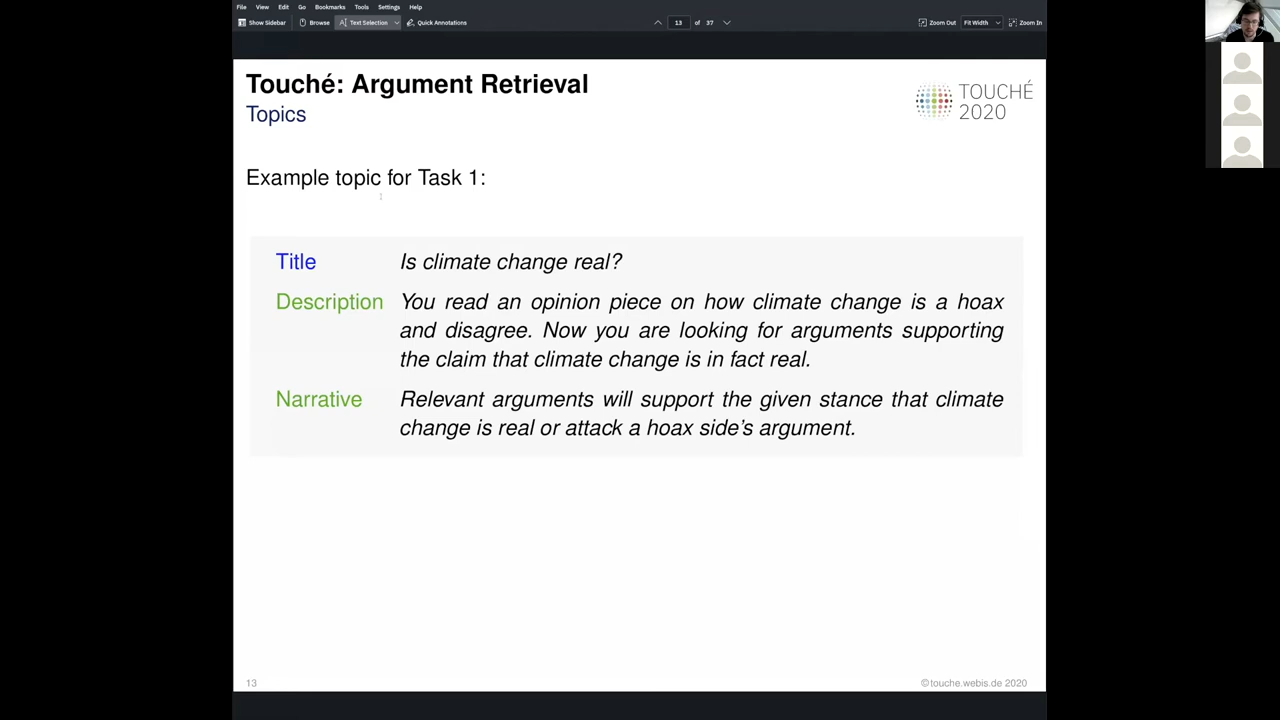 File View Edit Go Bookmarks Tools Settings Help
Show Sidebar Browse Text Selection Quick Annotations 13 of 37 Zoom Out Fit Width Zoom In
Touché: Argument Retrieval
Topics
TOUCHÉ
2020
Example topic for Task 1:
Title Is climate change real?
Description You read an opinion piece on how climate change is a hoax
and disagree. Now you are looking for arguments supporting
the claim that climate change is in fact real.
Narrative Relevant arguments will support the given stance that climate
change is real or attack a hoax side's argument.
13 ©touche.webis.de 2020